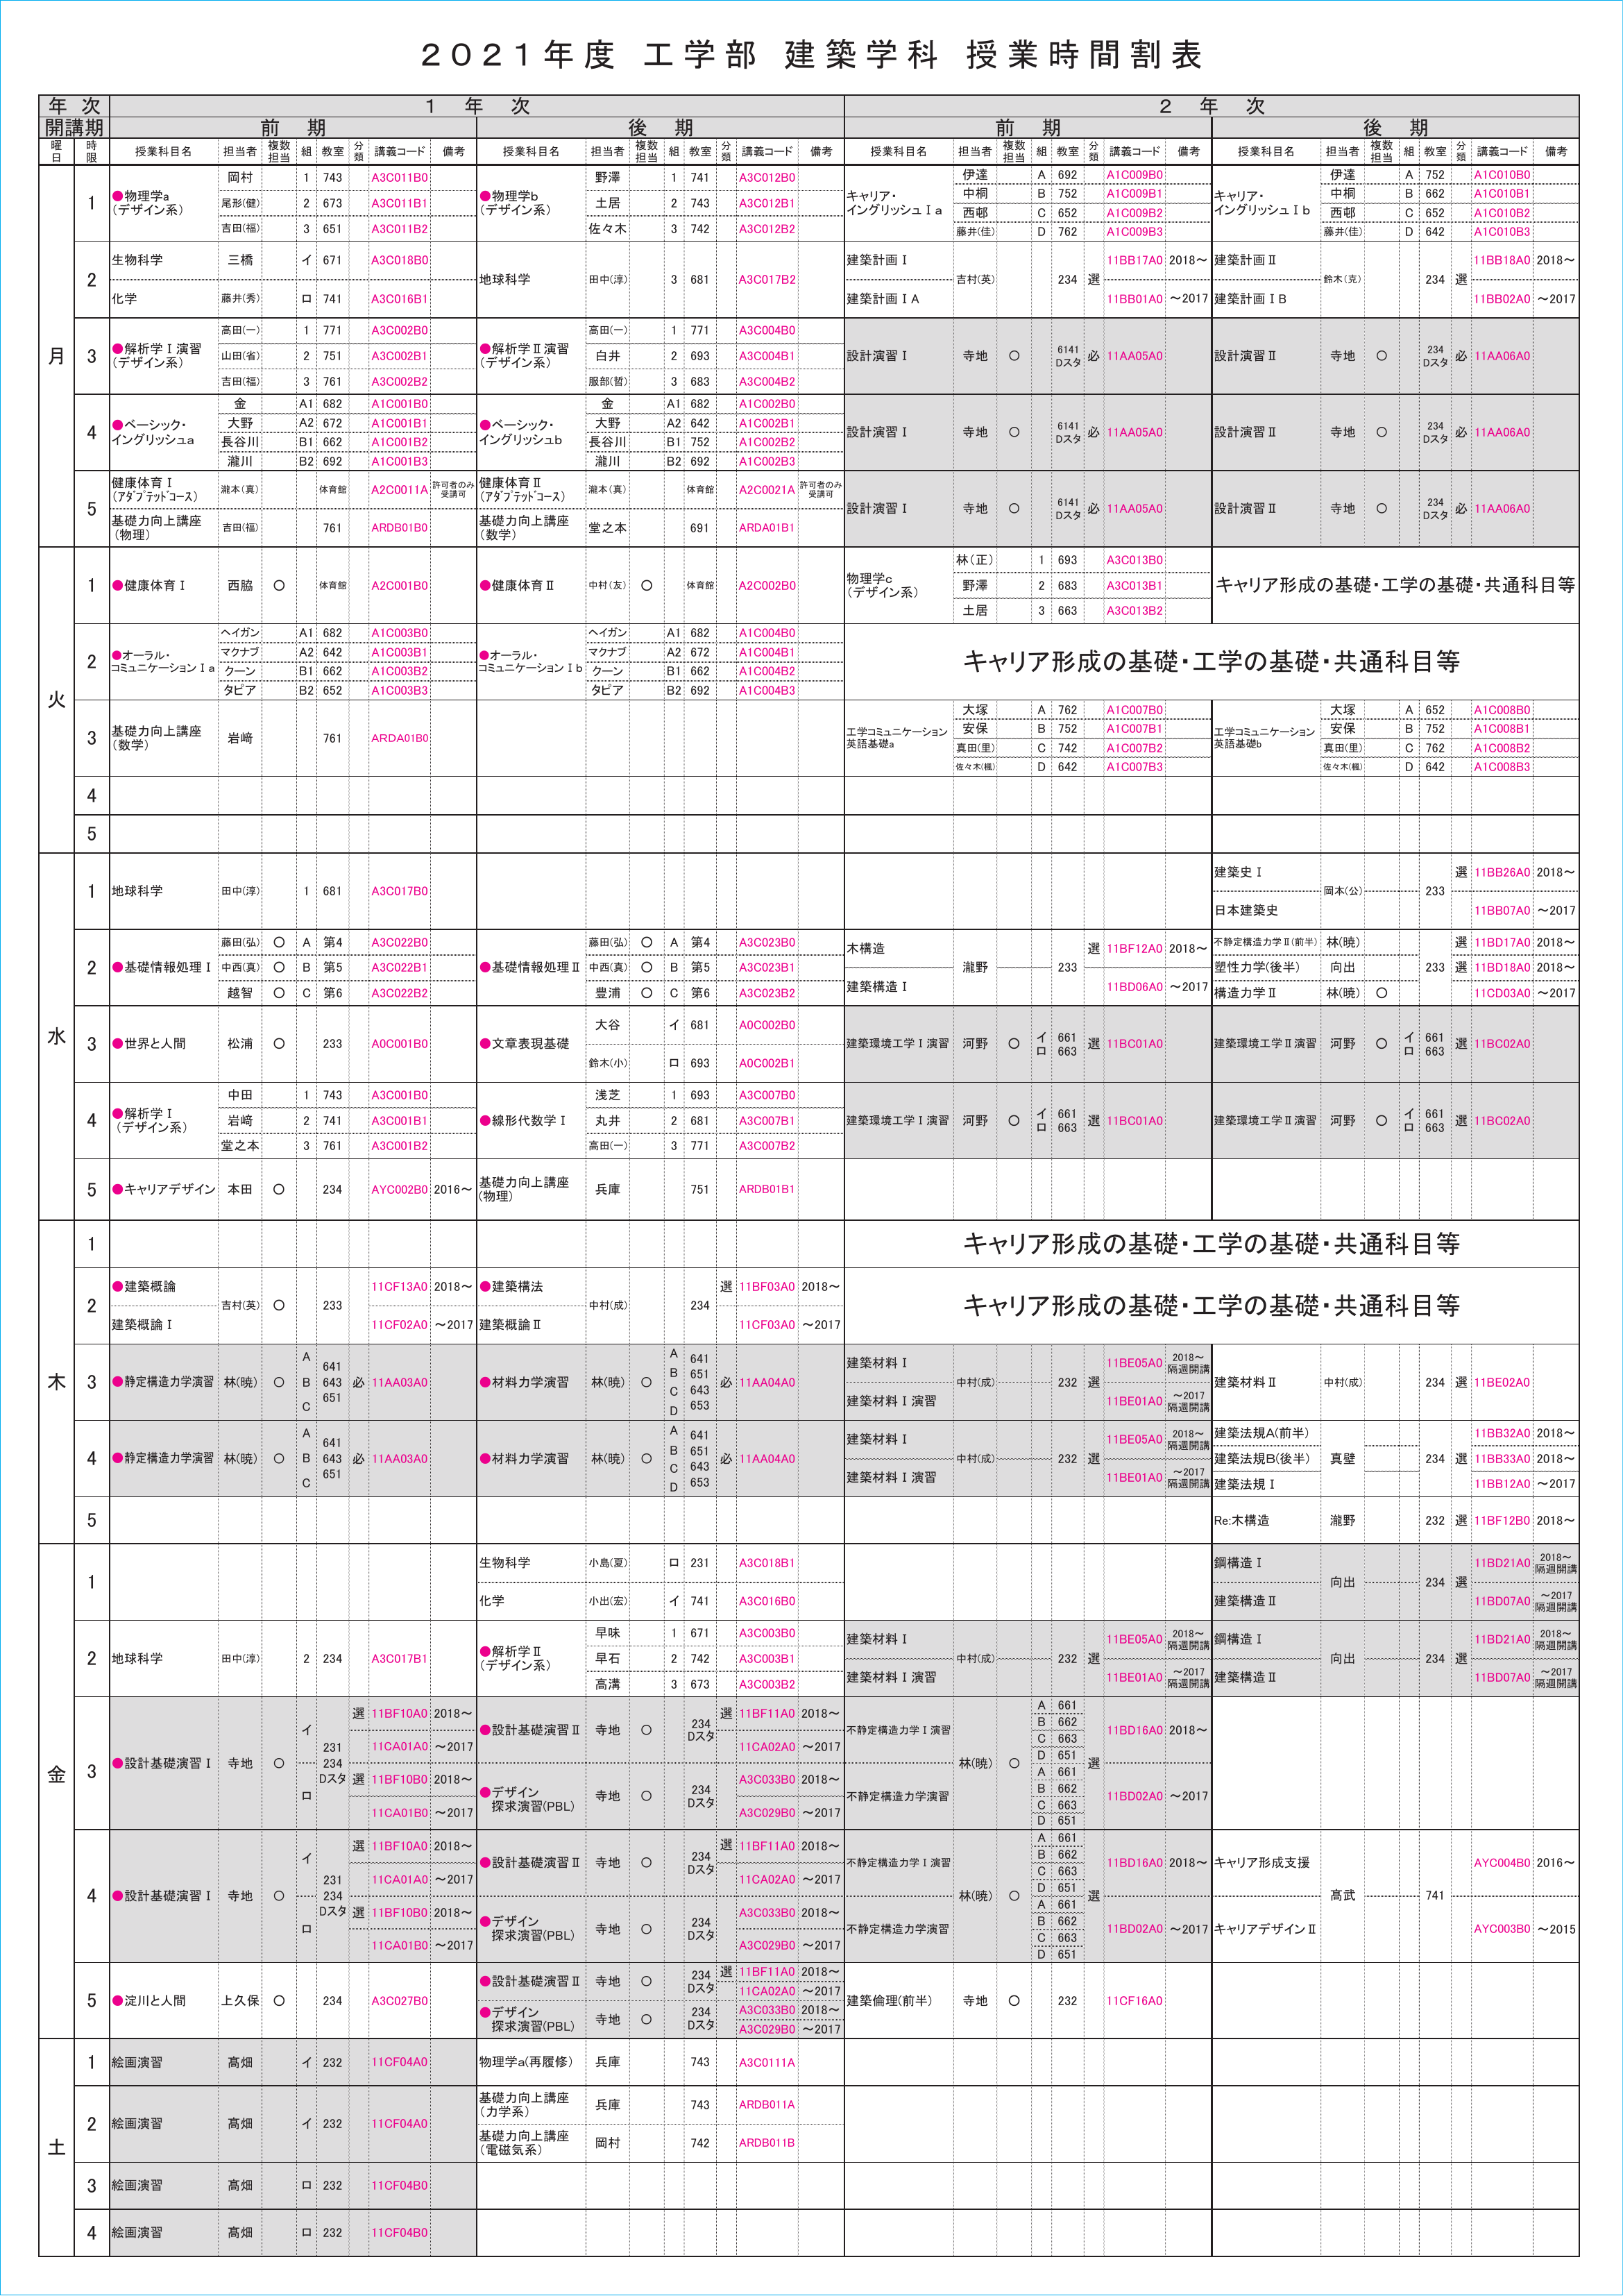 2021年度 工学部 建築学科 授業時間割表
年次 1年次 2年次
開講期 前期 後期 前期 後期
曜日 時限 授業科目名 担当者 複数担当 組 教室 分類 講義コード 備考 授業科目名 担当者 複数担当 組 教室 分類 講義コード 備考 授業科目名 担当者 複数担当 組 教室 分類 講義コード 備考 授業科目名 担当者 複数担当 組 教室 分類 講義コード 備考
月
1
●物理学a
(デザイン系)
岡村 1 743 A3C011B0
尾形(健) 2 673 A3C011B1
吉田(福) 3 651 A3C011B2
●物理学b
(デザイン系)
野澤 1 741 A3C012B0
土居 2 743 A3C012B1
佐々木 3 742 A3C012B2
キャリア・
イングリッシュⅠa
伊達 A 692 A1C009B0
中桐 B 752 A1C009B1
西邨 C 652 A1C009B2
藤井(佳) D 762 A1C009B3
キャリア・
イングリッシュⅠb
伊達 A 752 A1C010B0
中桐 B 662 A1C010B1
西邨 C 652 A1C010B2
藤井(佳) D 642 A1C010B3
2
生物科学 三橋 イ 671 A3C018B0
化学 藤井(秀) ロ 741 A3C016B1
地球科学 田中(淳) 3 681 A3C017B2
建築計画Ⅰ 11BB17A0 2018～
吉村(英) 234 選
建築計画ⅠA 11BB01A0 ～2017
建築計画Ⅱ 11BB18A0 2018～
鈴木(克) 234 選
建築計画ⅠB 11BB02A0 ～2017
3
●解析学Ⅰ演習
(デザイン系)
高田(一) 1 771 A3C002B0
山田(省) 2 751 A3C002B1
吉田(福) 3 761 A3C002B2
●解析学Ⅱ演習
(デザイン系)
高田(一) 1 771 A3C004B0
白井 2 693 A3C004B1
服部(哲) 3 683 A3C004B2
設計演習Ⅰ 寺地 ○ 6141 Dスタ 必 11AA05A0
設計演習Ⅱ 寺地 ○ 234 Dスタ 必 11AA06A0
4
●ベーシック・
イングリッシュa
金 A1 682 A1C001B0
大野 A2 672 A1C001B1
長谷川 B1 662 A1C001B2
瀧川 B2 692 A1C001B3
●ベーシック・
イングリッシュb
金 A1 682 A1C002B0
大野 A2 642 A1C002B1
長谷川 B1 752 A1C002B2
瀧川 B2 692 A1C002B3
設計演習Ⅰ 寺地 ○ 6141 Dスタ 必 11AA05A0
設計演習Ⅱ 寺地 ○ 234 Dスタ 必 11AA06A0
5
健康体育Ⅰ
(アダプテッドコース) 瀧本(真) 体育館 A2C0011A 許可者のみ受講可
基礎力向上講座
(物理) 吉田(福) 761 ARDB01B0
健康体育Ⅱ
(アダプテッドコース) 瀧本(真) 体育館 A2C0021A 許可者のみ受講可
基礎力向上講座
(数学) 堂之本 691 ARDA01B1
設計演習Ⅰ 寺地 ○ 6141 Dスタ 必 11AA05A0
設計演習Ⅱ 寺地 ○ 234 Dスタ 必 11AA06A0
火
1
●健康体育Ⅰ 西脇 ○ 体育館 A2C001B0
●健康体育Ⅱ 中村(友) ○ 体育館 A2C002B0
物理学c
(デザイン系)
林(正) 1 693 A3C013B0
野澤 2 683 A3C013B1
土居 3 663 A3C013B2
キャリア形成の基礎・工学の基礎・共通科目等
2
●オーラル・
コミュニケーションⅠa
ヘイガン A1 682 A1C003B0
マクナブ A2 642 A1C003B1
クーン B1 662 A1C003B2
タピア B2 652 A1C003B3
●オーラル・
コミュニケーションⅠb
ヘイガン A1 682 A1C004B0
マクナブ A2 672 A1C004B1
クーン B1 662 A1C004B2
タピア B2 692 A1C004B3
キャリア形成の基礎・工学の基礎・共通科目等
3
基礎力向上講座
(数学) 岩﨑 761 ARDA01B0
工学コミュニケーション
英語基礎a
大塚 A 762 A1C007B0
安保 B 752 A1C007B1
真田(里) C 742 A1C007B2
佐々木(楓) D 642 A1C007B3
工学コミュニケーション
英語基礎b
大塚 A 652 A1C008B0
安保 B 752 A1C008B1
真田(里) C 762 A1C008B2
佐々木(楓) D 642 A1C008B3
4
5
水
1
地球科学 田中(淳) 1 681 A3C017B0
建築史Ⅰ 選 11BB26A0 2018～
岡本(公) 233
日本建築史 11BB07A0 ～2017
2
●基礎情報処理Ⅰ
藤田(弘) ○ A 第4 A3C022B0
中西(真) ○ B 第5 A3C022B1
越智 ○ C 第6 A3C022B2
●基礎情報処理Ⅱ
藤田(弘) ○ A 第4 A3C023B0
中西(真) ○ B 第5 A3C023B1
豊浦 ○ C 第6 A3C023B2
木構造 選 11BF12A0 2018～
瀧野 233
建築構造Ⅰ 11BD06A0 ～2017
不静定構造力学Ⅱ(前半) 林(暁) 選 11BD17A0 2018～
塑性力学(後半) 向出 233 選 11BD18A0 2018～
構造力学Ⅱ 林(暁) ○ 11CD03A0 ～2017
3
●世界と人間 松浦 ○ 233 A0C001B0
●文章表現基礎
大谷 イ 681 A0C002B0
鈴木(小) ロ 693 A0C002B1
建築環境工学Ⅰ演習 河野 ○ イ ロ 661 663 選 11BC01A0
建築環境工学Ⅱ演習 河野 ○ イ ロ 661 663 選 11BC02A0
4
●解析学Ⅰ
(デザイン系)
中田 1 743 A3C001B0
岩﨑 2 741 A3C001B1
堂之本 3 761 A3C001B2
●線形代数学Ⅰ
浅芝 1 693 A3C007B0
丸井 2 681 A3C007B1
高田(一) 3 771 A3C007B2
建築環境工学Ⅰ演習 河野 ○ イ ロ 661 663 選 11BC01A0
建築環境工学Ⅱ演習 河野 ○ イ ロ 661 663 選 11BC02A0
5
●キャリアデザイン 本田 ○ 234 AYC002B0 2016～
基礎力向上講座
(物理) 兵庫 751 ARDB01B1
木
1
キャリア形成の基礎・工学の基礎・共通科目等
2
●建築概論 11CF13A0 2018～
吉村(英) ○ 233
建築概論Ⅰ 11CF02A0 ～2017
●建築構法 選 11BF03A0 2018～
中村(成) 234
建築概論Ⅱ 11CF03A0 ～2017
キャリア形成の基礎・工学の基礎・共通科目等
3
●静定構造力学演習 林(暁) ○ A B C 641 643 651 必 11AA03A0
●材料力学演習 林(暁) ○ A B C D 641 651 643 653 必 11AA04A0
建築材料Ⅰ 11BE05A0 2018～ 隔週開講
中村(成) 232 選
建築材料Ⅰ演習 11BE01A0 ～2017 隔週開講
建築材料Ⅱ 中村(成) 234 選 11BE02A0
4
●静定構造力学演習 林(暁) ○ A B C 641 643 651 必 11AA03A0
●材料力学演習 林(暁) ○ A B C D 641 651 643 653 必 11AA04A0
建築材料Ⅰ 11BE05A0 2018～ 隔週開講
中村(成) 232 選
建築材料Ⅰ演習 11BE01A0 ～2017 隔週開講
建築法規A(前半) 11BB32A0 2018～
建築法規B(後半) 真壁 234 選 11BB33A0 2018～
建築法規Ⅰ 11BB12A0 ～2017
5
Re:木構造 瀧野 232 選 11BF12B0 2018～
金
1
生物科学 小島(夏) ロ 231 A3C018B1
化学 小出(宏) イ 741 A3C016B0
鋼構造Ⅰ 11BD21A0 2018～ 隔週開講
向出 234 選
建築構造Ⅱ 11BD07A0 ～2017 隔週開講
2
地球科学 田中(淳) 2 234 A3C017B1
●解析学Ⅱ
(デザイン系)
早味 1 671 A3C003B0
早石 2 742 A3C003B1
高溝 3 673 A3C003B2
建築材料Ⅰ 11BE05A0 2018～ 隔週開講
中村(成) 232 選
建築材料Ⅰ演習 11BE01A0 ～2017 隔週開講
鋼構造Ⅰ 11BD21A0 2018～ 隔週開講
向出 234 選
建築構造Ⅱ 11BD07A0 ～2017 隔週開講
3
●設計基礎演習Ⅰ 寺地 ○ イ ロ 231 234 Dスタ
選 11BF10A0 2018～
11CA01A0 ～2017
選 11BF10B0 2018～
11CA01B0 ～2017
●設計基礎演習Ⅱ 寺地 ○ 234 Dスタ 選 11BF11A0 2018～
11CA02A0 ～2017
●デザイン
探求演習(PBL) 寺地 ○ 234 Dスタ A3C033B0 2018～
A3C029B0 ～2017
不静定構造力学Ⅰ演習 A 661 B 662 C 663 D 651 11BD16A0 2018～
林(暁) ○ 選
不静定構造力学演習 A 661 B 662 C 663 D 651 11BD02A0 ～2017
4
●設計基礎演習Ⅰ 寺地 ○ イ ロ 231 234 Dスタ
選 11BF10A0 2018～
11CA01A0 ～2017
選 11BF10B0 2018～
11CA01B0 ～2017
●設計基礎演習Ⅱ 寺地 ○ 234 Dスタ 選 11BF11A0 2018～
11CA02A0 ～2017
●デザイン
探求演習(PBL) 寺地 ○ 234 Dスタ A3C033B0 2018～
A3C029B0 ～2017
不静定構造力学Ⅰ演習 A 661 B 662 C 663 D 651 11BD16A0 2018～
林(暁) ○ 選
不静定構造力学演習 A 661 B 662 C 663 D 651 11BD02A0 ～2017
キャリア形成支援 AYC004B0 2016～
髙武 741
キャリアデザインⅡ AYC003B0 ～2015
5
●淀川と人間 上久保 ○ 234 A3C027B0
●設計基礎演習Ⅱ 寺地 ○ 234 Dスタ 選 11BF11A0 2018～
11CA02A0 ～2017
●デザイン
探求演習(PBL) 寺地 ○ 234 Dスタ A3C033B0 2018～
A3C029B0 ～2017
建築倫理(前半) 寺地 ○ 232 11CF16A0
土
1
絵画演習 髙畑 イ 232 11CF04A0
物理学a(再履修) 兵庫 743 A3C0111A
2
絵画演習 髙畑 イ 232 11CF04A0
基礎力向上講座
(力学系) 兵庫 743 ARDB011A
基礎力向上講座
(電磁気系) 岡村 742 ARDB011B
3
絵画演習 髙畑 ロ 232 11CF04B0
4
絵画演習 髙畑 ロ 232 11CF04B0